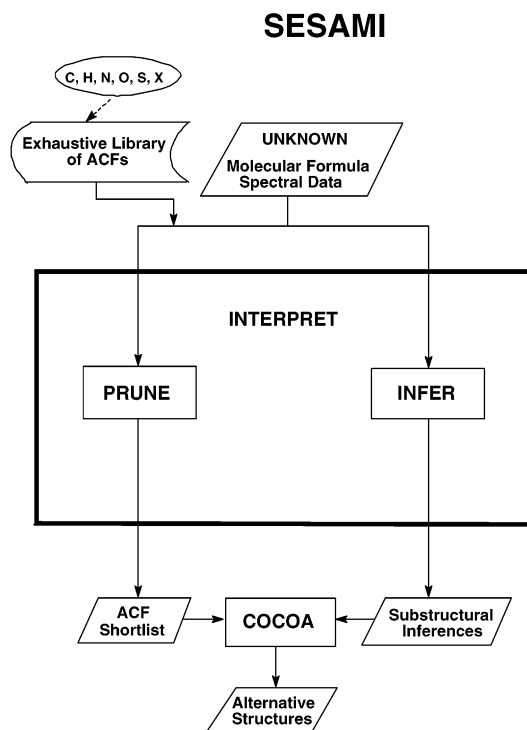 SESAMI
C, H, N, O, S, X
Exhaustive Library
of ACFs
UNKNOWN
Molecular Formula
Spectral Data
INTERPRET
PRUNE
INFER
ACF
Shortlist
COCOA
Substructural
Inferences
Alternative
Structures